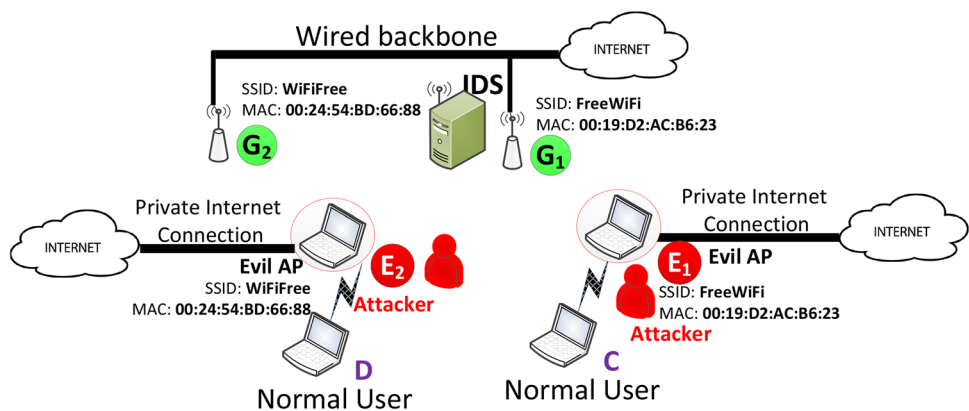 Wired backbone
INTERNET
IDS
SSID: WiFiFree
MAC: 00:24:54:BD:66:88
SSID: FreeWiFi
MAC: 00:19:D2:AC:B6:23
G2
G1
Private Internet
Connection
INTERNET
Evil AP
E2
SSID: WiFiFree
MAC: 00:24:54:BD:66:88
Attacker
D
Normal User
Private Internet
Connection
INTERNET
E1
Evil AP
SSID: FreeWiFi
MAC: 00:19:D2:AC:B6:23
Attacker
C
Normal User